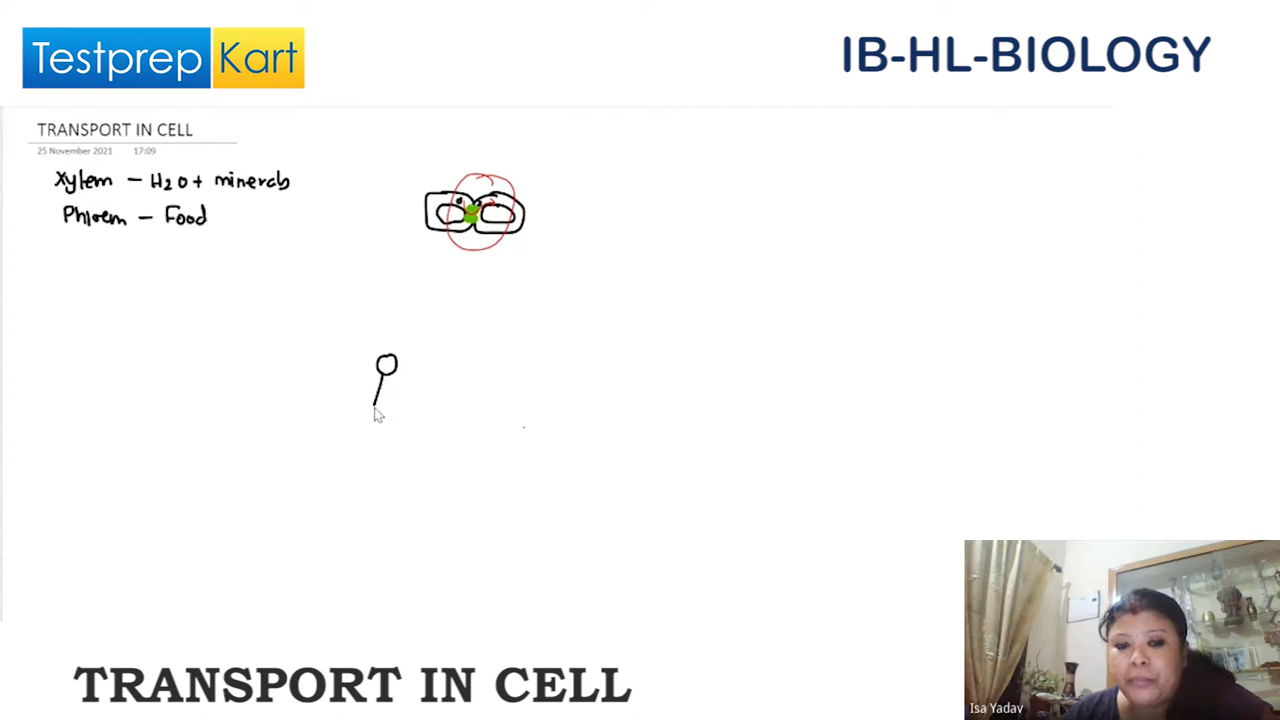 Testprep Kart
IB-HL-BIOLOGY
TRANSPORT IN CELL
25 November 2021 17:09
Xylem – H2O + minerals
Phloem – Food
TRANSPORT IN CELL
Isa Yadav